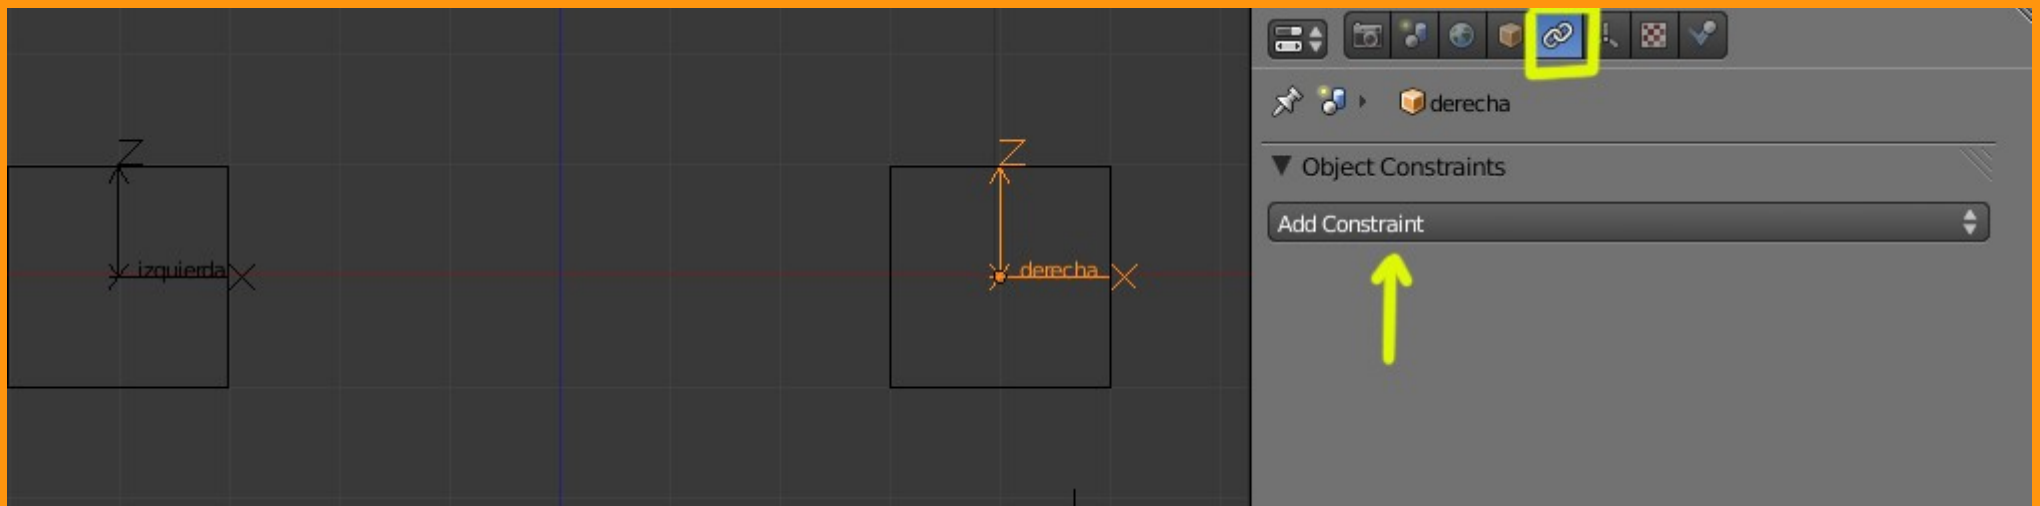 Z
izquierda X
Z
derecha X
derecha
Object Constraints
Add Constraint